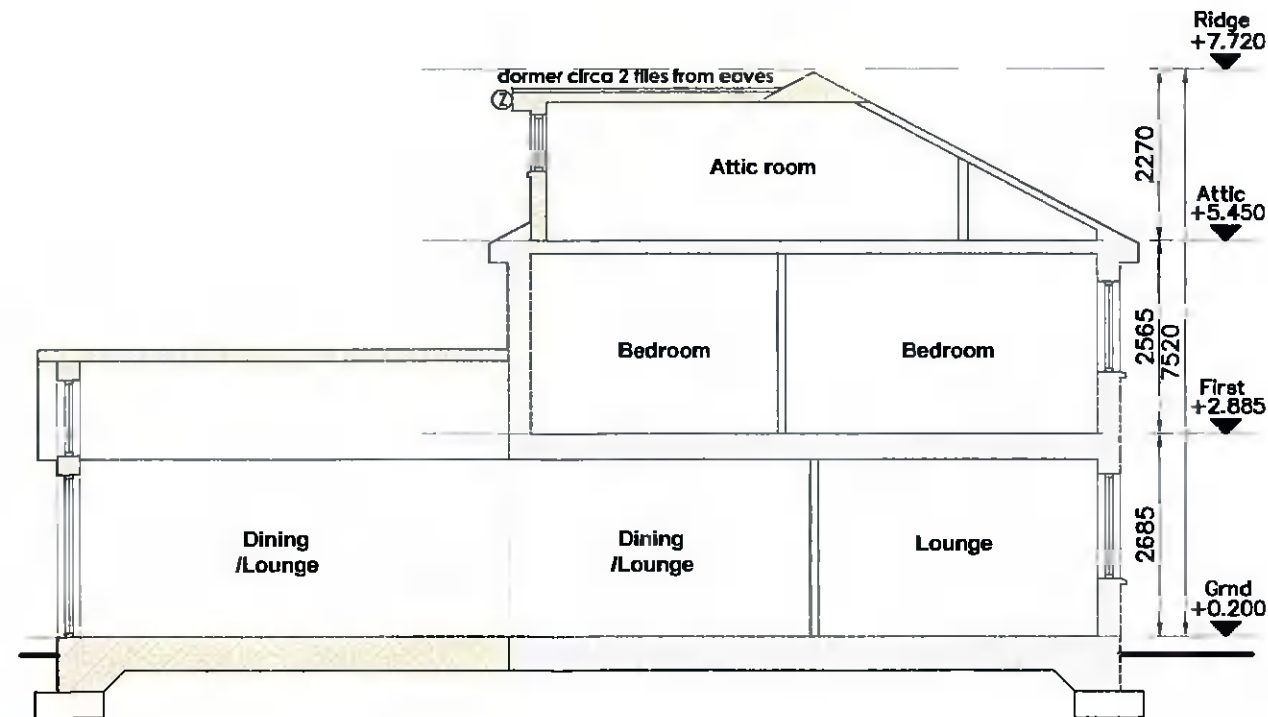 Ridge
+7.720
dormer circa 2 tiles from eaves
Z
2270
Attic room
Attic
+5.450
Bedroom
Bedroom
2565
7520
First
+2.885
Dining
/Lounge
Dining
/Lounge
Lounge
2685
Grnd
+0.200